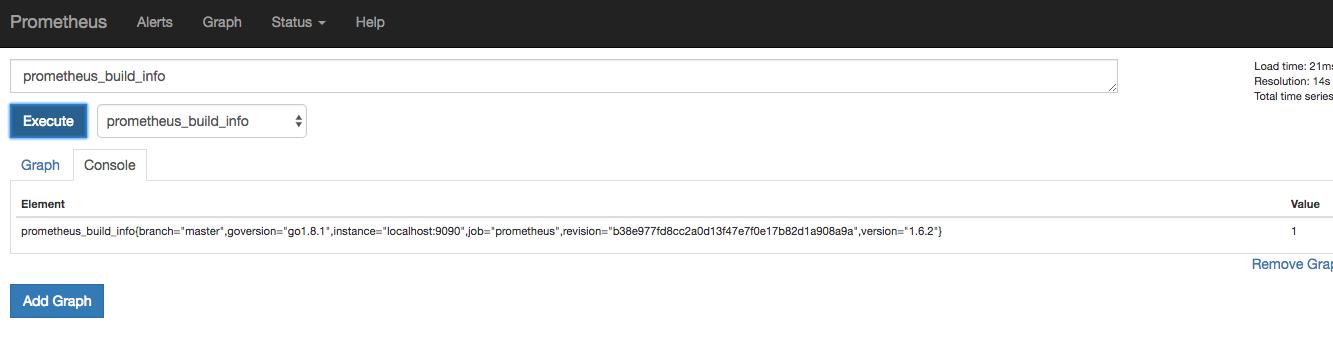 Prometheus Alerts Graph Status Help
prometheus_build_info
Load time: 21ms
Resolution: 14s
Total time series
Execute prometheus_build_info
Graph Console
Element Value
prometheus_build_info{branch="master",goversion="go1.8.1",instance="localhost:9090",job="prometheus",revision="b38e977fd8cc2a0d13f47e7f0e17b82d1a908a9a",version="1.6.2"} 1
Remove Grap
Add Graph